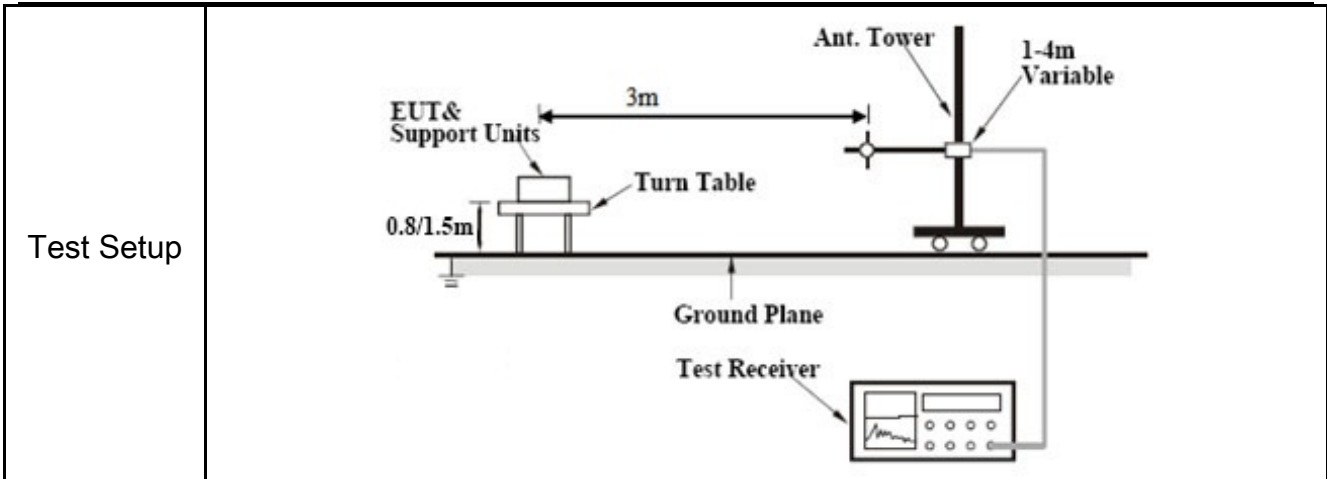 Test Setup
Ant. Tower
1-4m
Variable
3m
EUT&
Support Units
Turn Table
0.8/1.5m
Ground Plane
Test Receiver